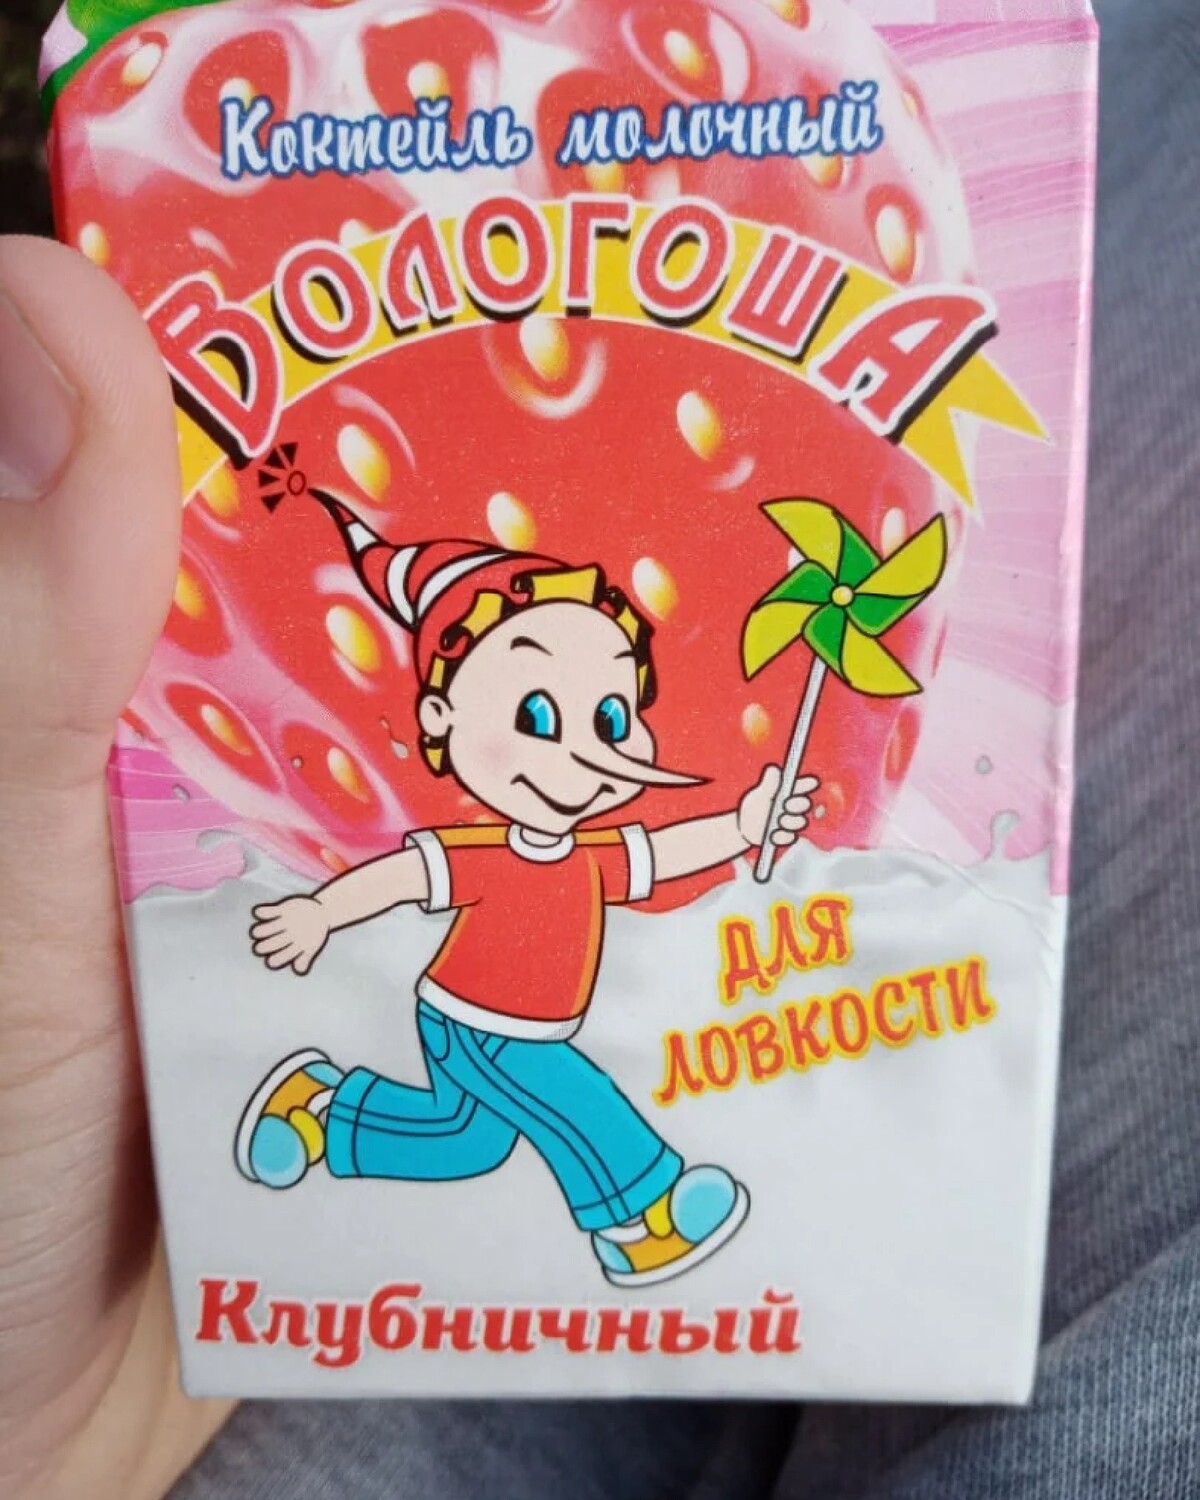 Коктейль молочный
ВОЛОГОША
ДЛЯ
ЛОВКОСТИ
Клубничный